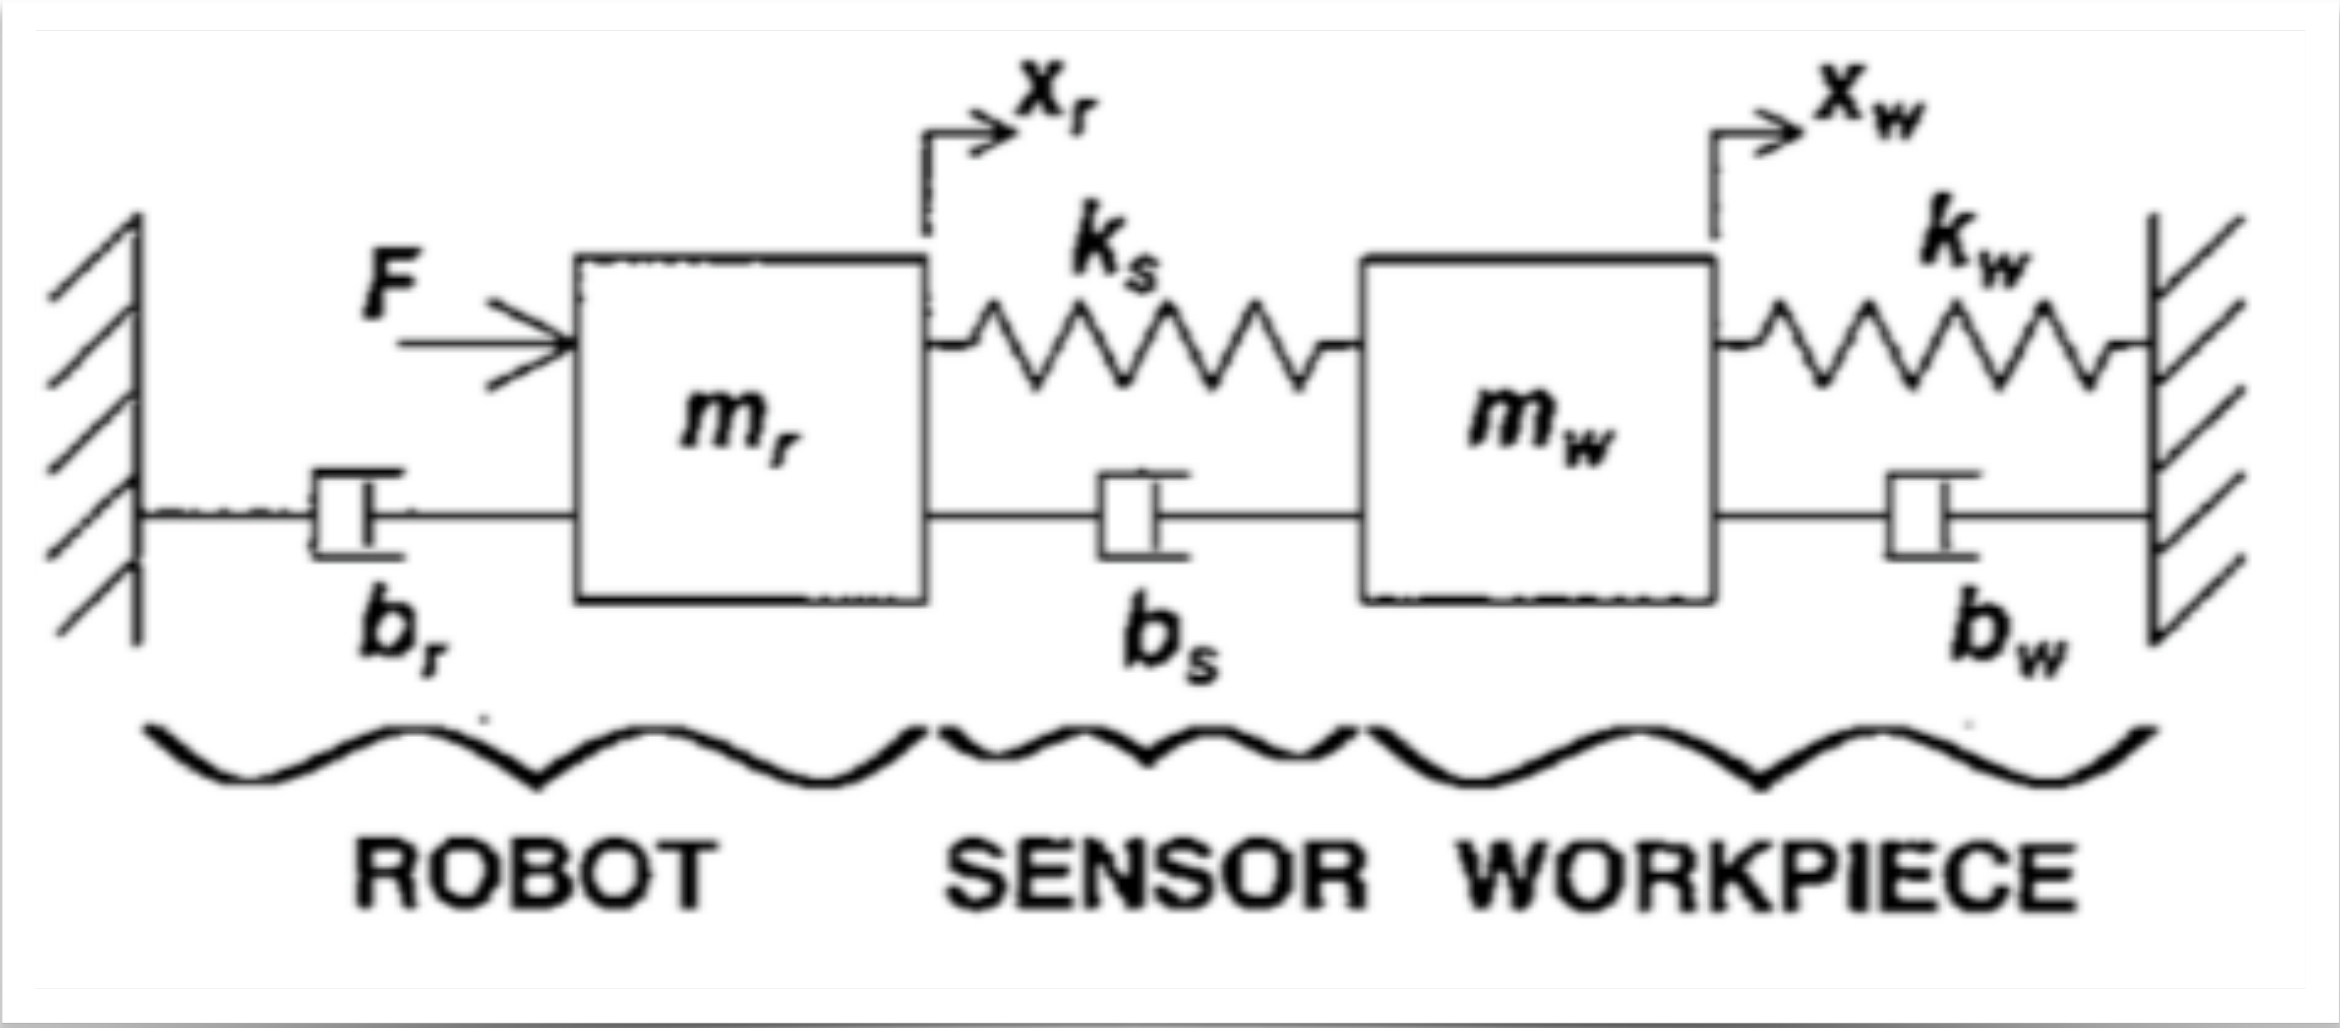 x_r x_w
F k_s k_w
m_r m_w
b_r b_s b_w
ROBOT SENSOR WORKPIECE